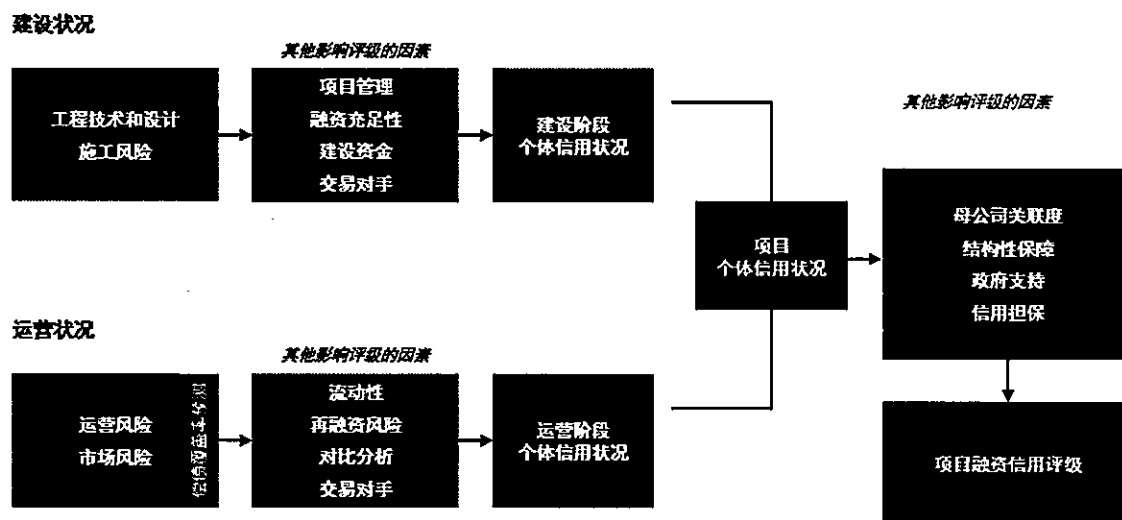 建设状况
其他影响评级的因素
工程技术和设计
施工风险
项目管理
融资充足性
建设资金
交易对手
建设阶段
个体信用状况
其他影响评级的因素
项目
个体信用状况
母公司关联度
结构性保障
政府支持
信用担保
运营状况
其他影响评级的因素
运营风险
市场风险
流动性
再融资风险
对比分析
交易对手
运营阶段
个体信用状况
项目融资信用评级